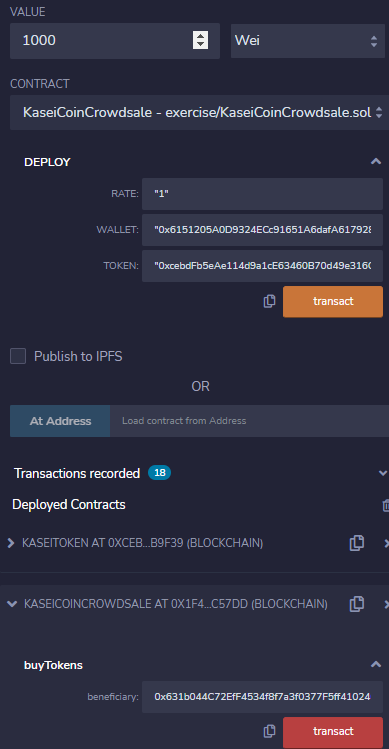 VALUE
1000 Wei
CONTRACT
KaseiCoinCrowdsale - exercise/KaseiCoinCrowdsale.sol
DEPLOY
RATE: "1"
WALLET: "0x6151205A0D9324ECc91651A6dafA617928
TOKEN: "0xcebdFb5eAe114d9a1cE63460B70d49e3160
transact
Publish to IPFS
OR
At Address Load contract from Address
Transactions recorded 18
Deployed Contracts
KASEITOKEN AT 0XCEB...B9F39 (BLOCKCHAIN)
KASEICOINCROWDSALE AT 0X1F4...C57DD (BLOCKCHAIN)
buyTokens
beneficiary: 0x631b044C72EfF4534f8f7a3f0377F5ff41024
transact